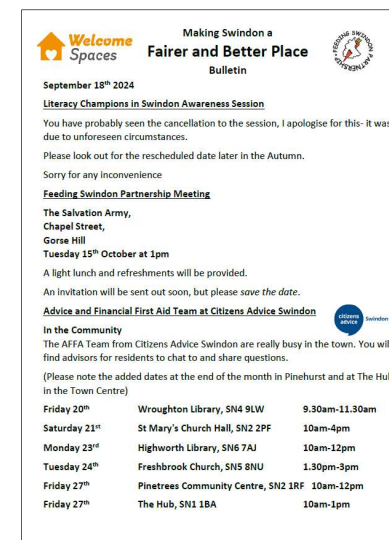 Welcome
Spaces
Making Swindon a
Fairer and Better Place
Bulletin
FEEDING SWINDON
PARTNERSHIP
September 18th 2024
Literacy Champions in Swindon Awareness Session
You have probably seen the cancellation to the session, I apologise for this- it was
due to unforeseen circumstances.
Please look out for the rescheduled date later in the Autumn.
Sorry for any inconvenience
Feeding Swindon Partnership Meeting
The Salvation Army,
Chapel Street,
Gorse Hill
Tuesday 15th October at 1pm
A light lunch and refreshments will be provided.
An invitation will be sent out soon, but please save the date.
Advice and Financial First Aid Team at Citizens Advice Swindon
citizens
advice
Swindon
In the Community
The AFFA Team from Citizens Advice Swindon are really busy in the town. You wil
find advisors for residents to chat to and share questions.
(Please note the added dates at the end of the month in Pinehurst and at The Hu
in the Town Centre)
Friday 20th Wroughton Library, SN4 9LW 9.30am-11.30am
Saturday 21st St Mary's Church Hall, SN2 2PF 10am-4pm
Monday 23rd Highworth Library, SN6 7AJ 10am-12pm
Tuesday 24th Freshbrook Church, SN5 8NU 1.30pm-3pm
Friday 27th Pinetrees Community Centre, SN2 1RF 10am-12pm
Friday 27th The Hub, SN1 1BA 10am-1pm